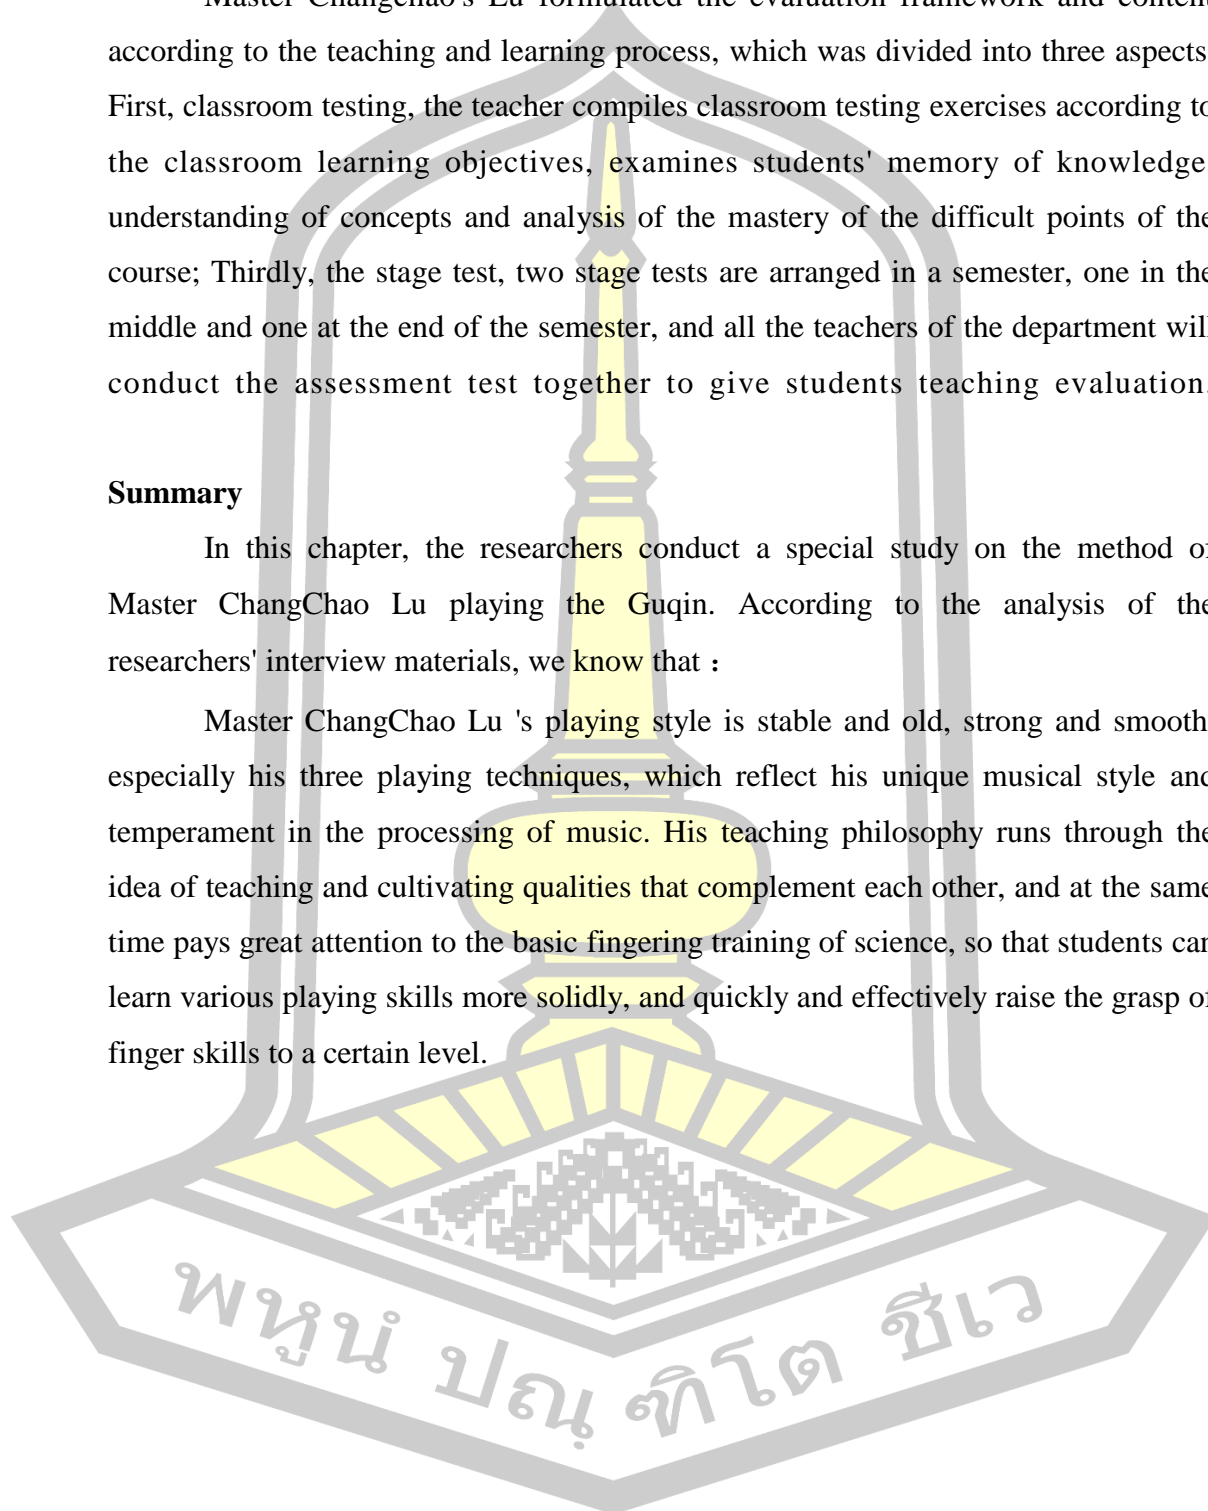 Master Changchao's Lu formulated the evaluation framework and content
according to the teaching and learning process, which was divided into three aspects
First, classroom testing, the teacher compiles classroom testing exercises according to
the classroom learning objectives, examines students' memory of knowledge
understanding of concepts and analysis of the mastery of the difficult points of the
course; Thirdly, the stage test, two stage tests are arranged in a semester, one in the
middle and one at the end of the semester, and all the teachers of the department will
conduct the assessment test together to give students teaching evaluation.
Summary
In this chapter, the researchers conduct a special study on the method of
Master ChangChao Lu playing the Guqin. According to the analysis of the
researchers' interview materials, we know that：
Master ChangChao Lu 's playing style is stable and old, strong and smooth
especially his three playing techniques, which reflect his unique musical style and
temperament in the processing of music. His teaching philosophy runs through the
idea of teaching and cultivating qualities that complement each other, and at the same
time pays great attention to the basic fingering training of science, so that students can
learn various playing skills more solidly, and quickly and effectively raise the grasp of
finger skills to a certain level.
พหูนํ ปณฺฑิโต ชีเว